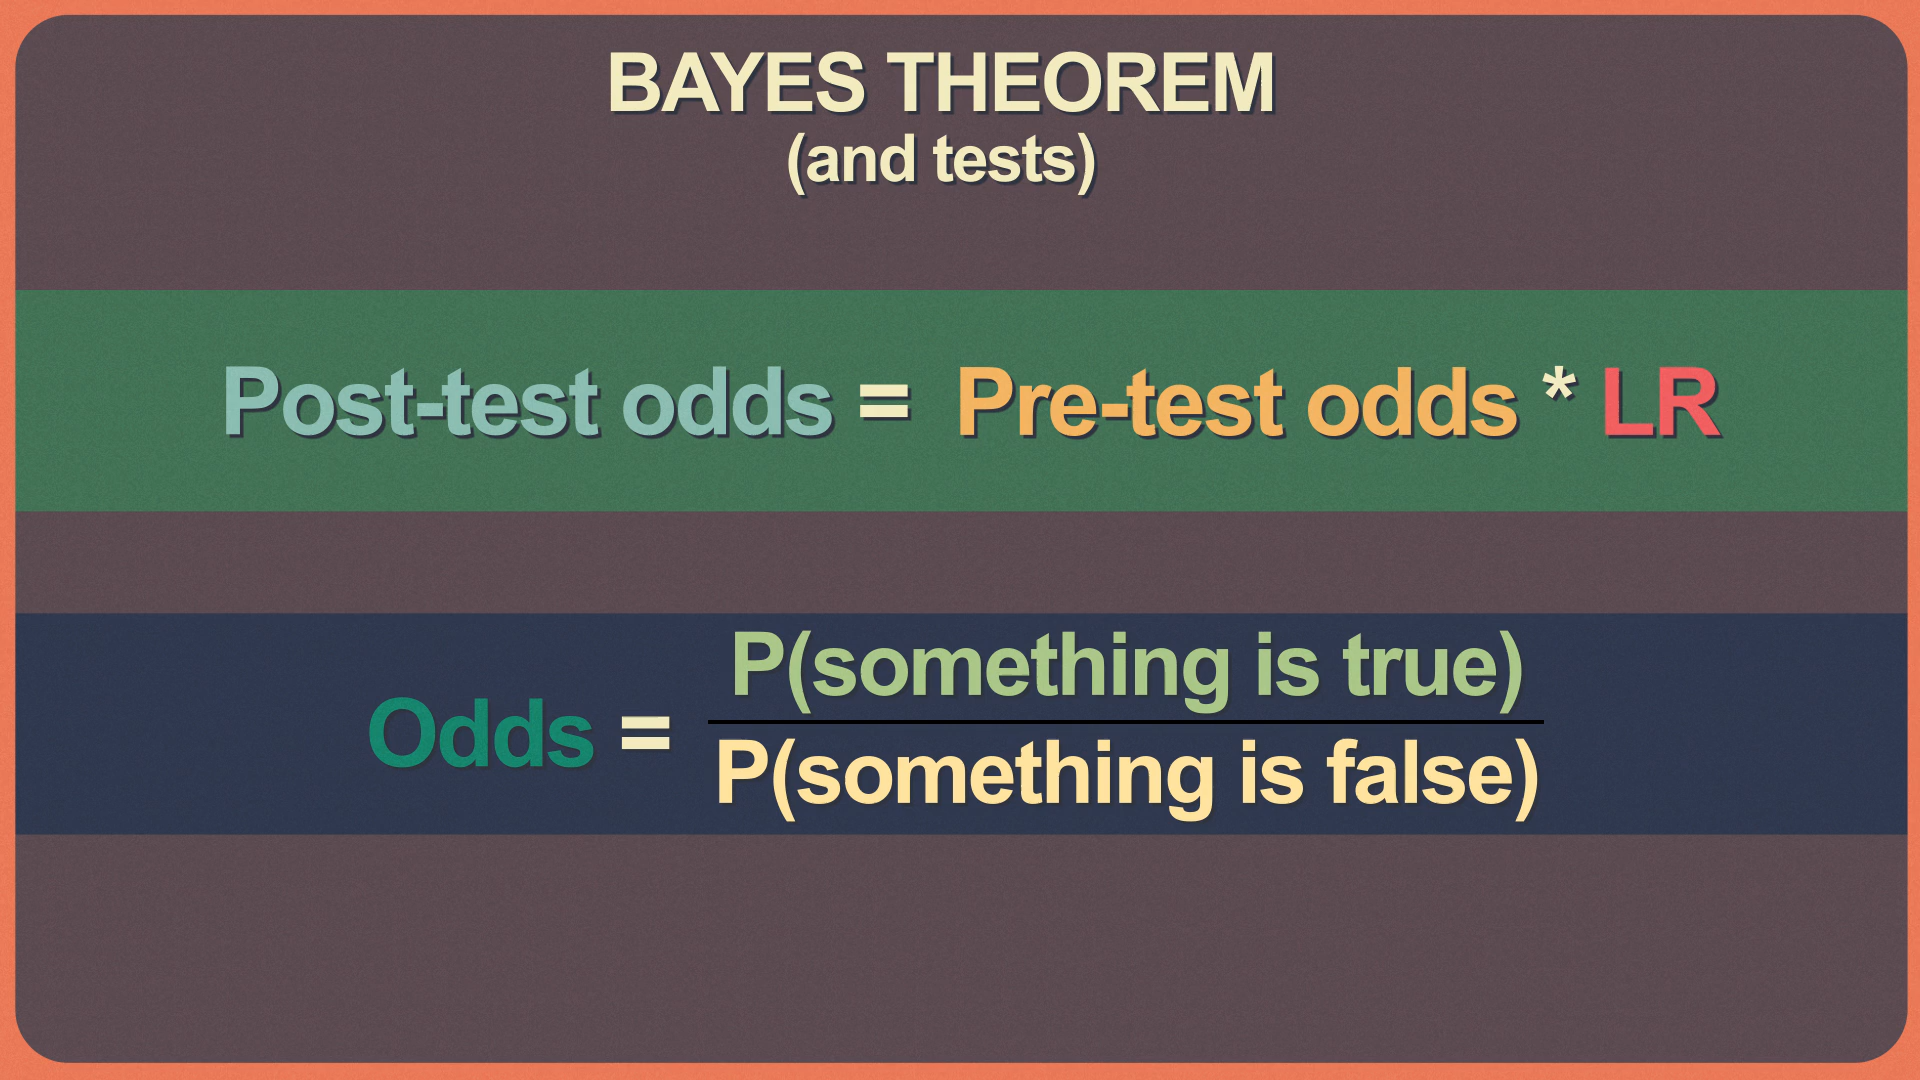 BAYES THEOREM
(and tests)
Post-test odds = Pre-test odds * LR
P(something is true)
Odds =
P(something is false)